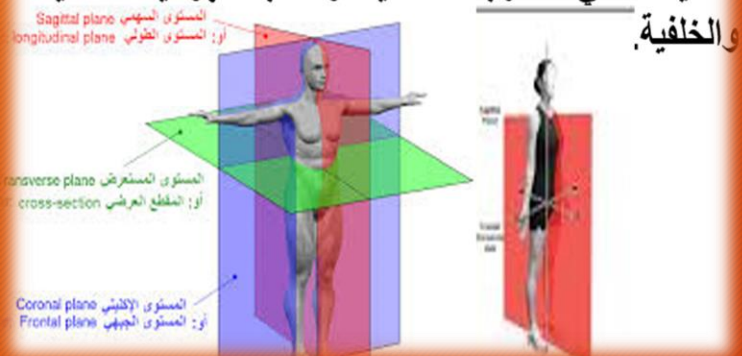 والخلفية.
المستوى السهمي Sagittal plane
أو: المستوى الطولي longitudinal plane
المستوى المستعرض ransverse plane
أو: المقطع العرضي cross-section
المستوى الإكليلي Coronal plane
أو: المستوى الجبهي Frontal plane